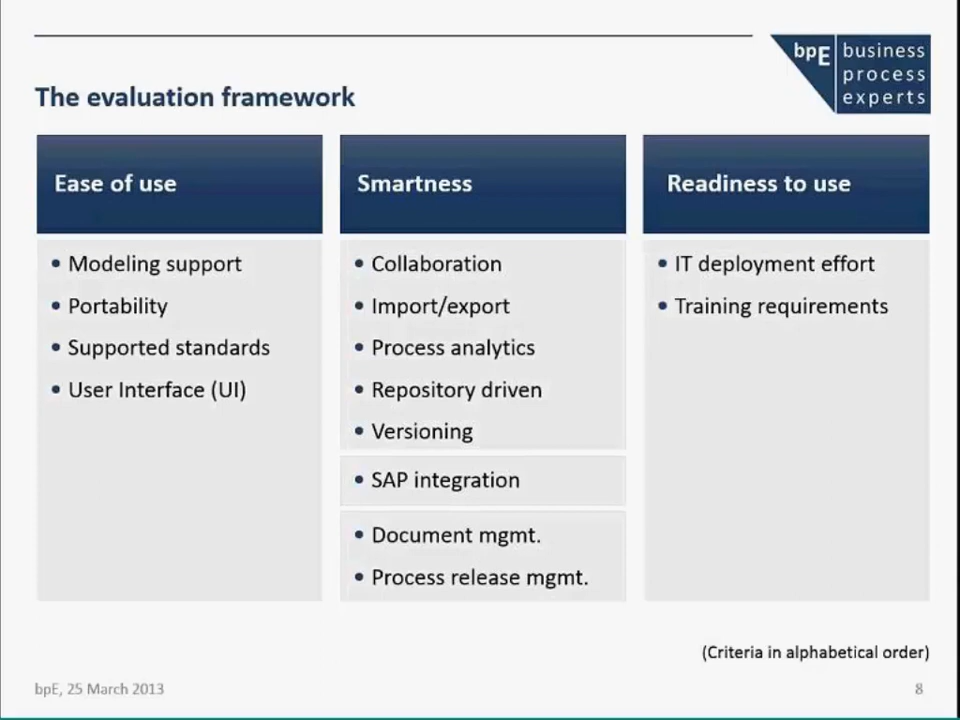 bpE business
process
experts
The evaluation framework
Ease of use
• Modeling support
• Portability
• Supported standards
• User Interface (UI)
Smartness
• Collaboration
• Import/export
• Process analytics
• Repository driven
• Versioning
• SAP integration
• Document mgmt.
• Process release mgmt.
Readiness to use
• IT deployment effort
• Training requirements
(Criteria in alphabetical order)
bpE, 25 March 2013
8